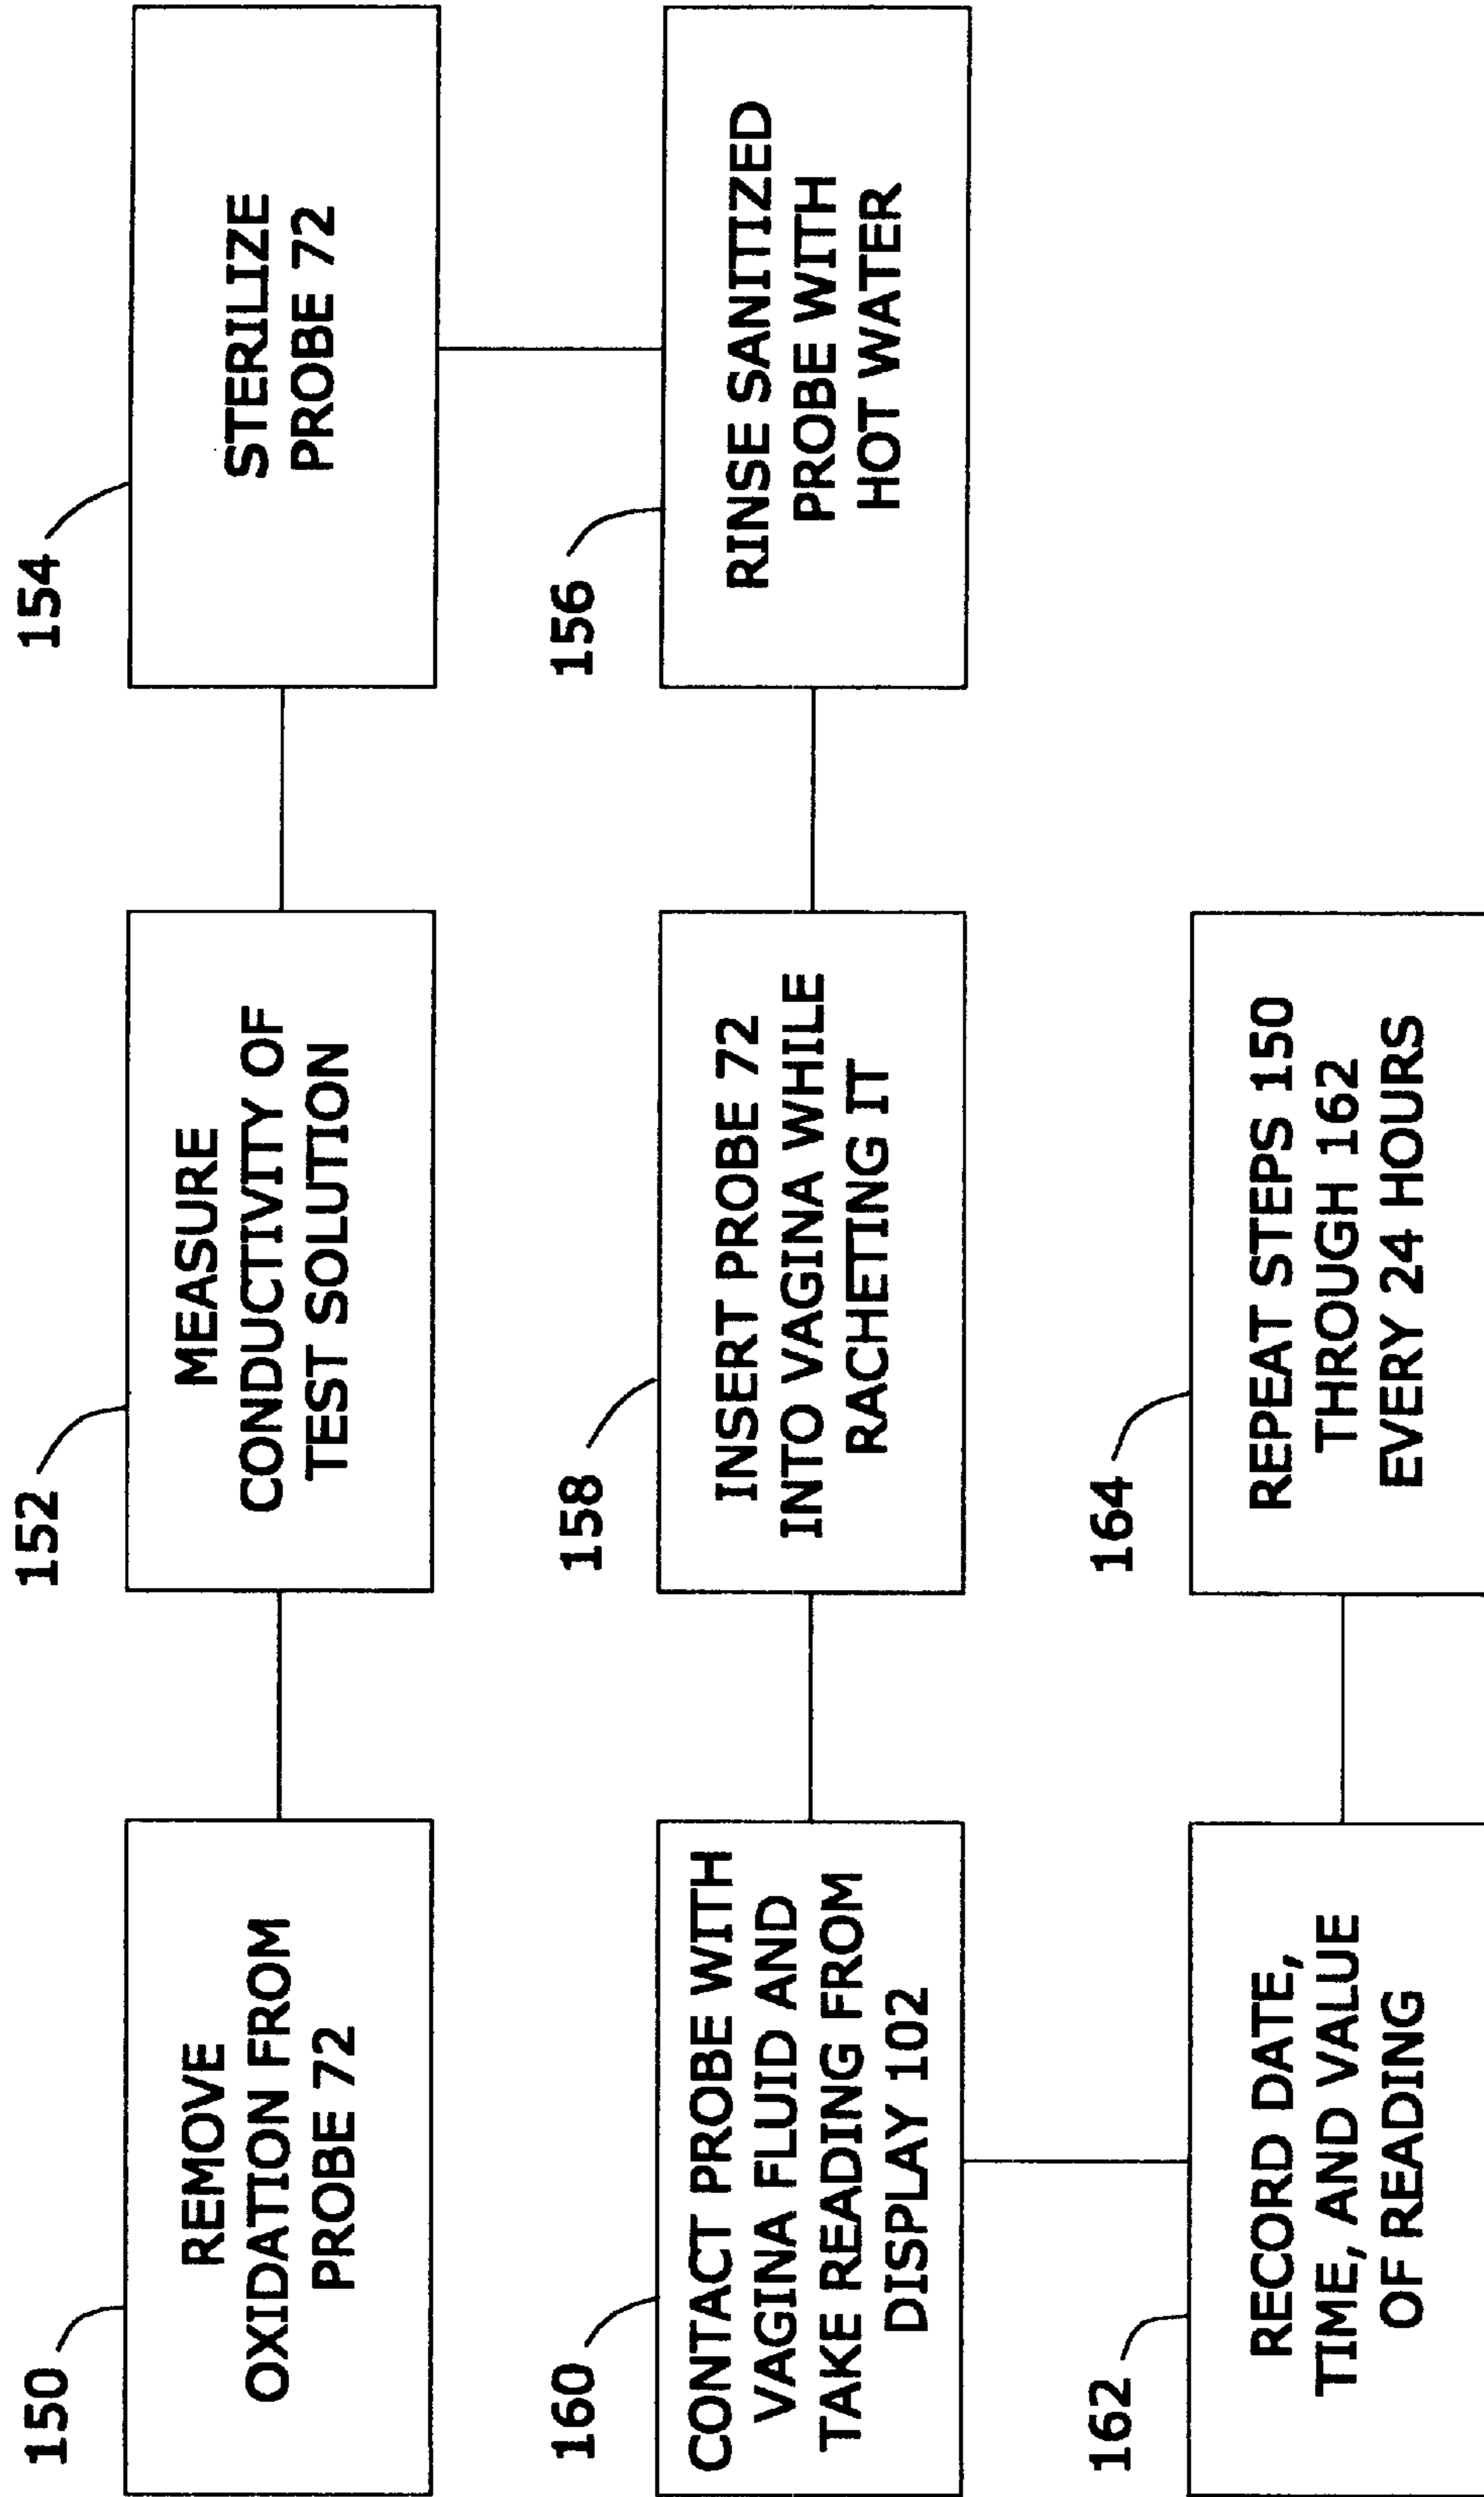 150
REMOVE
OXIDATION FROM
PROBE 72
152
MEASURE
CONDUCTIVITY OF
TEST SOLUTION
154
STERILIZE
PROBE 72
156
RINSE SANITIZED
PROBE WITH
HOT WATER
158
INSERT PROBE 72
INTO VAGINA WHILE
RACHETING IT
160
CONTACT PROBE WITH
VAGINA FLUID AND
TAKE READING FROM
DISPLAY 102
162
RECORD DATE,
TIME, AND VALUE
OF READING
164
REPEAT STEPS 150
THROUGH 162
EVERY 24 HOURS